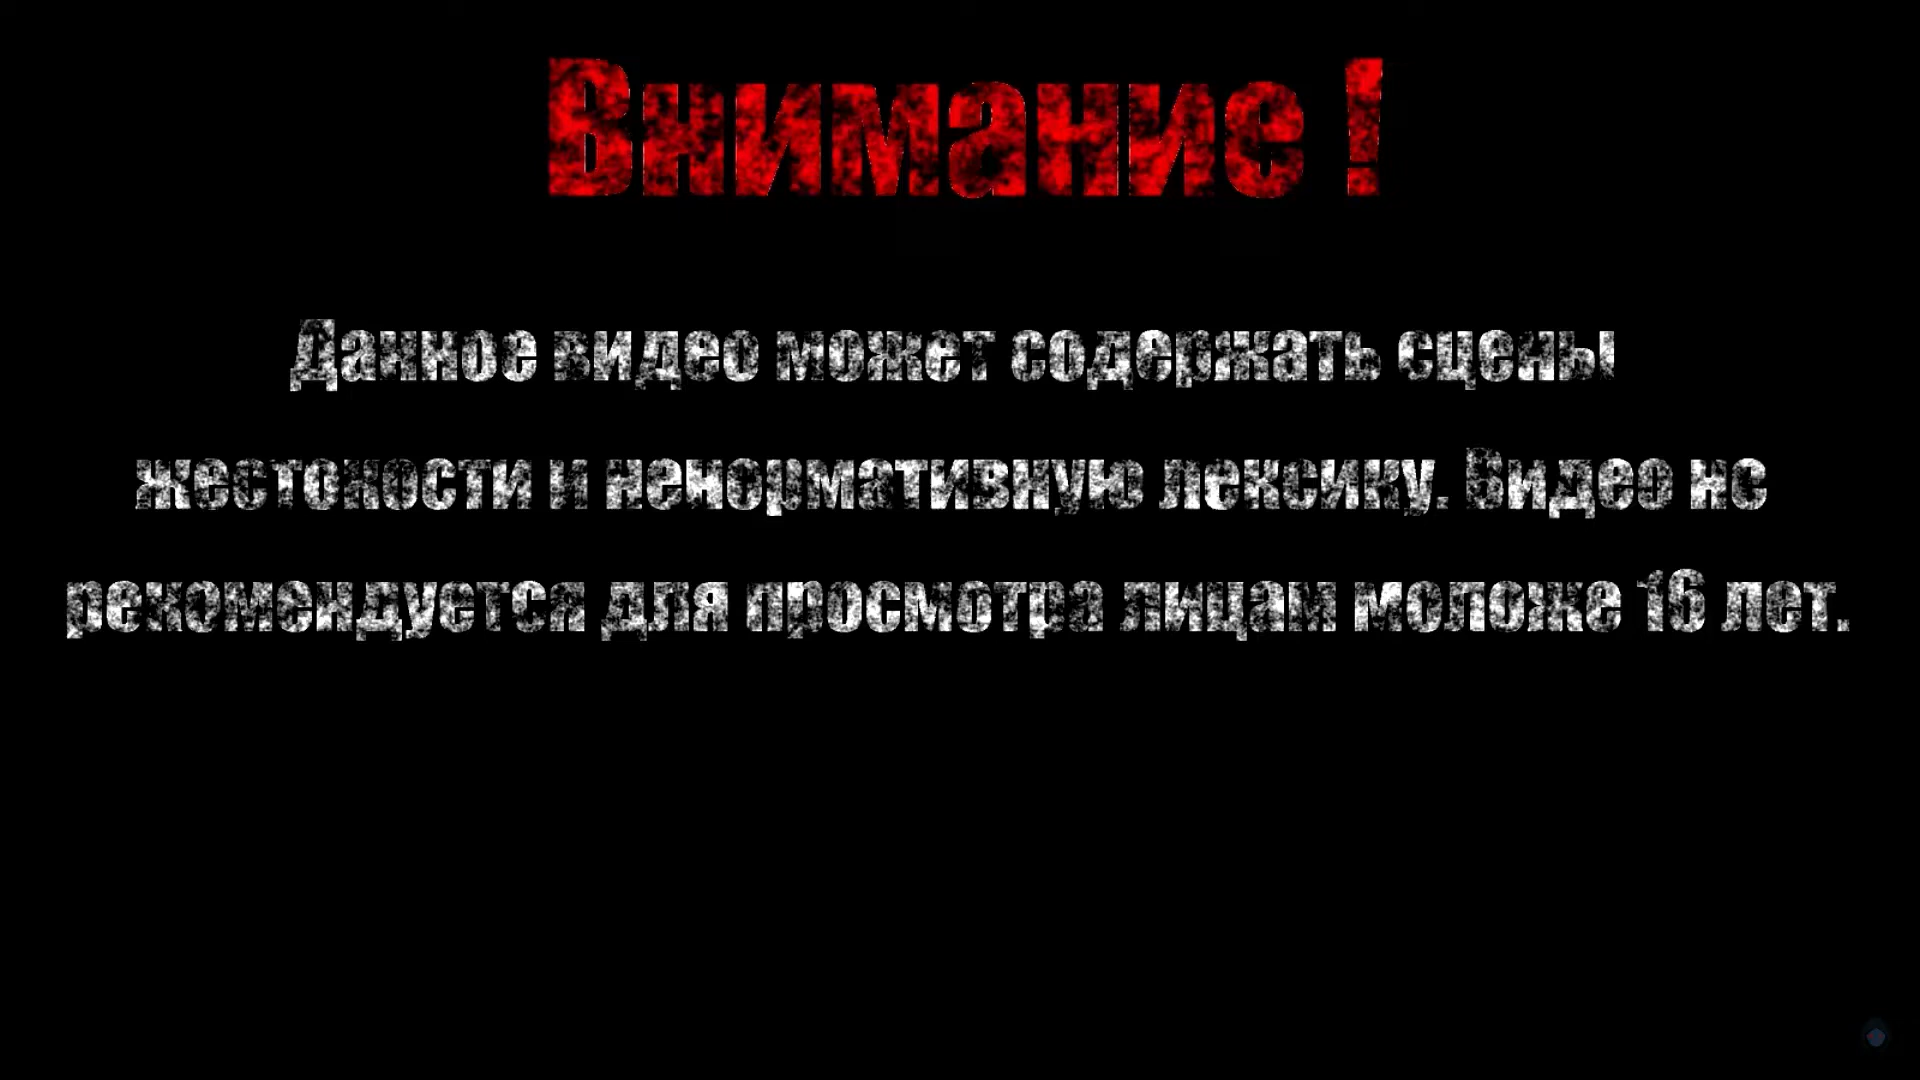 Внимание !
Данное видео может содержать сцены
жестокости и ненормативную лексику. Видео не
рекомендуется для просмотра лицам моложе 16 лет.